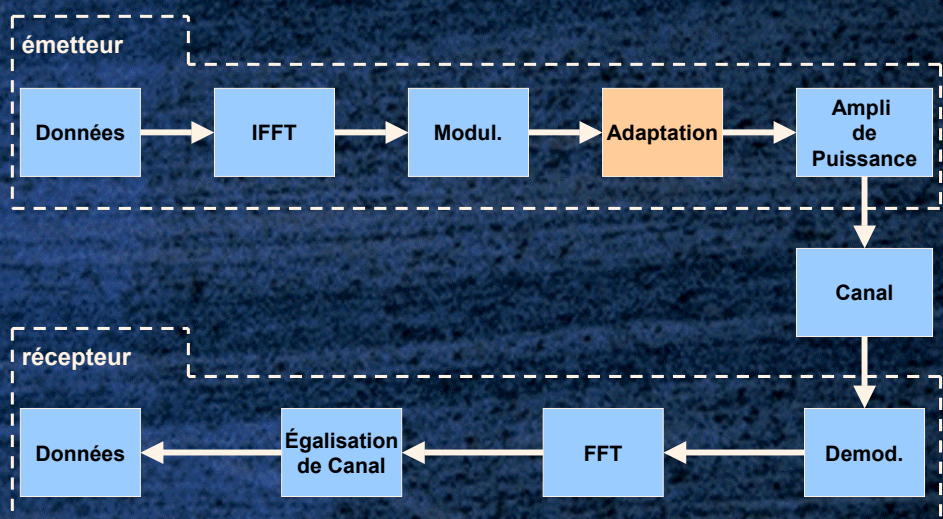 émetteur
Données
IFFT
Modul.
Adaptation
Ampli
de
Puissance
Canal
récepteur
Données
Égalisation
de Canal
FFT
Demod.